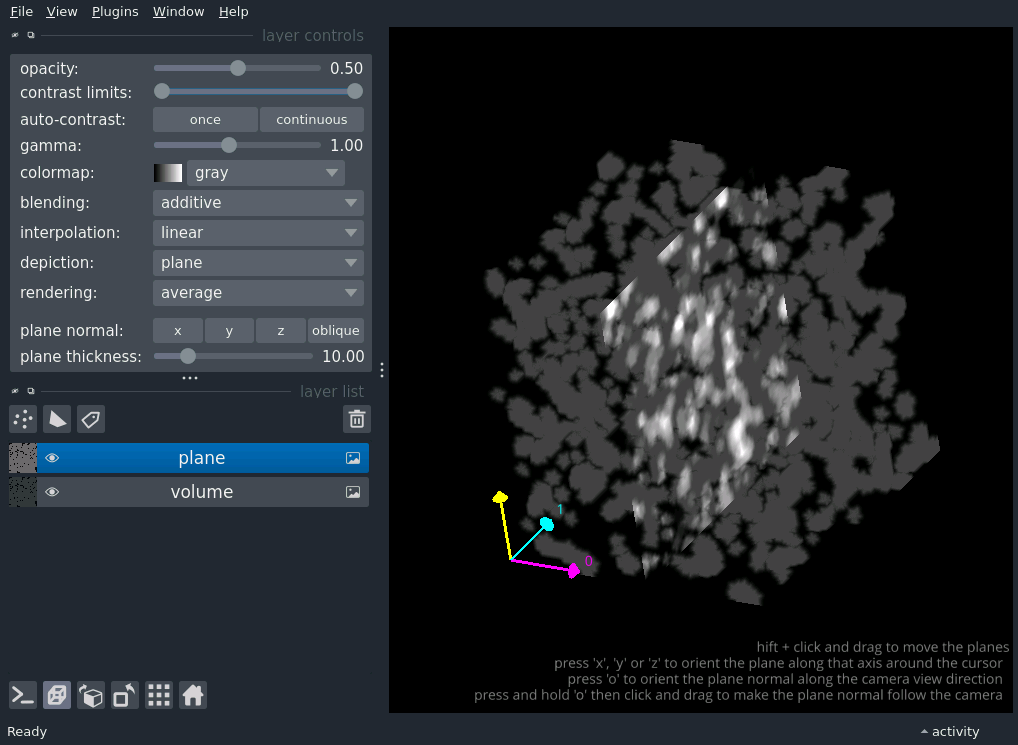 File View Plugins Window Help
layer controls
opacity: 0.50
contrast limits:
auto-contrast: once continuous
gamma: 1.00
colormap: gray
blending: additive
interpolation: linear
depiction: plane
rendering: average
plane normal: x y z oblique
plane thickness: 10.00
layer list
plane
volume
1
0
hift + click and drag to move the planes
press 'x', 'y' or 'z' to orient the plane along that axis around the cursor
press 'o' to orient the plane normal along the camera view direction
press and hold 'o' then click and drag to make the plane normal follow the camera
Ready activity